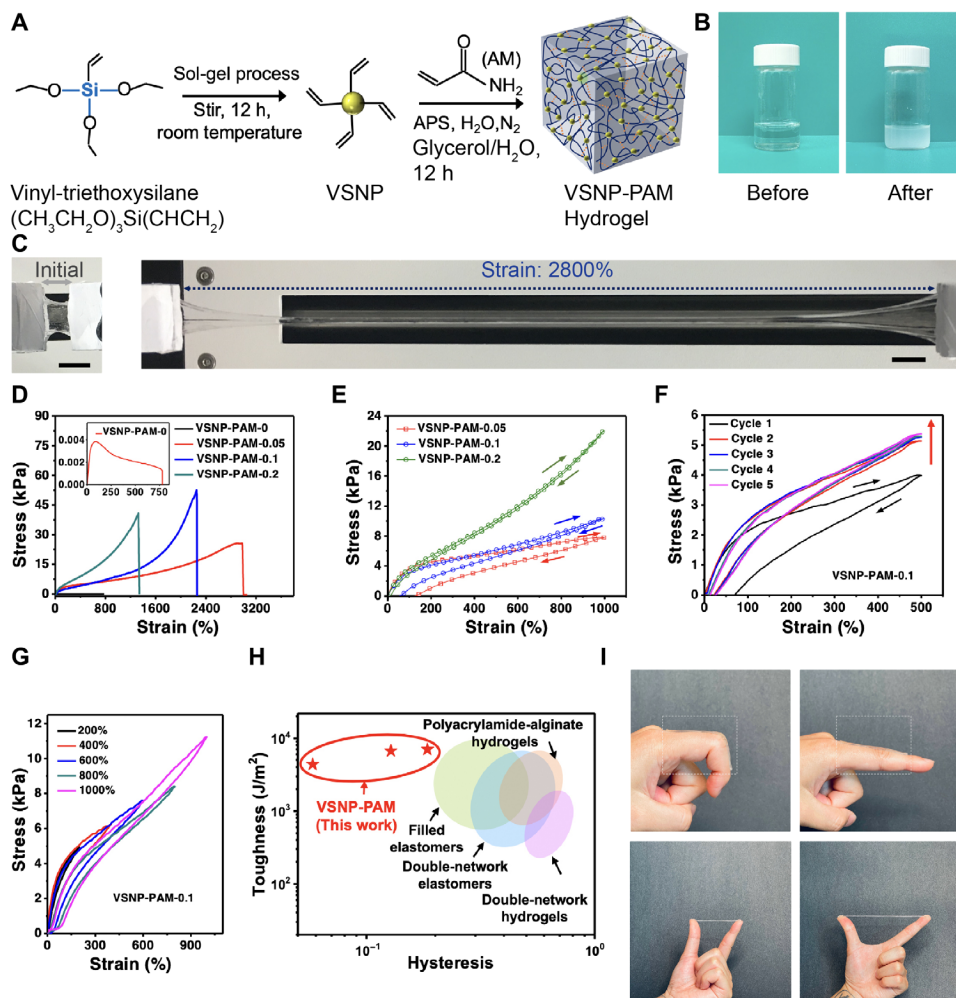 A
Si
O
O
O
Sol-gel process
Stir, 12 h,
room temperature
O
(AM)
NH₂
APS, H₂O,N₂
Glycerol/H₂O,
12 h
Vinyl-triethoxysilane
(CH₃CH₂O)₃Si(CHCH₂)
VSNP
VSNP-PAM
Hydrogel
B
Before
After
C
Initial
Strain: 2800%
D
Stress (kPa)
90
75
60
45
30
15
0
0.004
0.002
0.000
0 250 500 750
VSNP-PAM-0
VSNP-PAM-0
VSNP-PAM-0.05
VSNP-PAM-0.1
VSNP-PAM-0.2
0 800 1600 2400 3200
Strain (%)
E
Stress (kPa)
24
20
16
12
8
4
0
VSNP-PAM-0.05
VSNP-PAM-0.1
VSNP-PAM-0.2
0 200 400 600 800 1000
Strain (%)
F
Stress (kPa)
6
5
4
3
2
1
0
Cycle 1
Cycle 2
Cycle 3
Cycle 4
Cycle 5
VSNP-PAM-0.1
0 100 200 300 400 500
Strain (%)
G
Stress (kPa)
12
10
8
6
4
2
0
200%
400%
600%
800%
1000%
VSNP-PAM-0.1
0 300 600 900
Strain (%)
H
Toughness (J/m²)
10⁴
10³
10²
Polyacrylamide-alginate
hydrogels
VSNP-PAM
(This work)
Filled
elastomers
Double-network
elastomers
Double-network
hydrogels
10⁻¹ 10⁰
Hysteresis
I